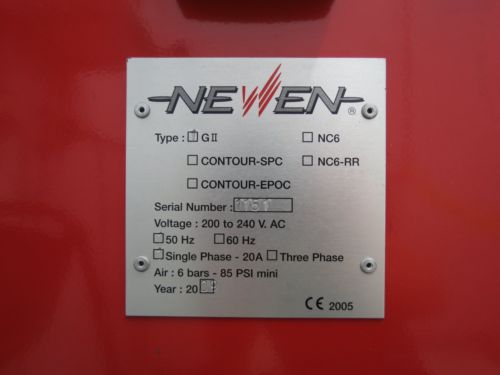 NEWEN ®
Type : G II NC6
CONTOUR-SPC NC6-RR
CONTOUR-EPOC
Serial Number : 1151
Voltage : 200 to 240 V. AC
50 Hz 60 Hz
Single Phase - 20A Three Phase
Air : 6 bars - 85 PSI mini
Year : 20
CE 2005